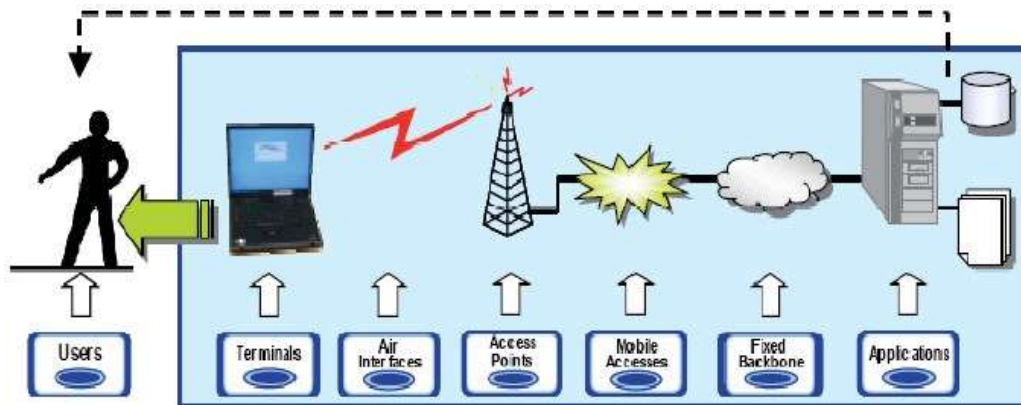 Users
Terminals
Air
Interfaces
Access
Points
Mobile
Accesses
Fixed
Backbone
Applications